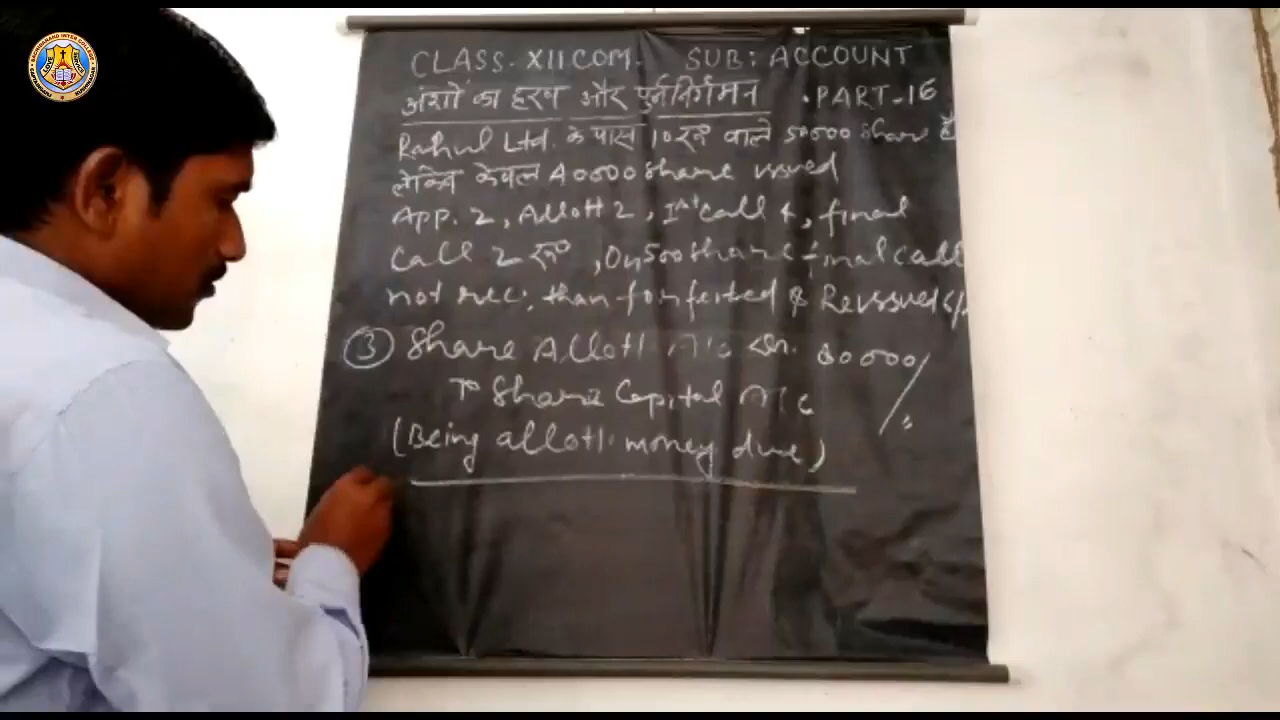 CLASS. XII COM. SUB: ACCOUNT
अंशों का हरण और पुर्ननिर्गमन . PART-16
Rahul Ltd. के पास 10 रू० वाले 50000 Share है
लेकिन केवल 40000 Share issued
App. 2, Allott 2, Ist call 4, final
Call 2 रू०, On 500 Share final call
not rec. than forfeited & Reissued
3 Share Allott A/c Dr. 80000/
To Share Capital A/c
(Being allott. money due)